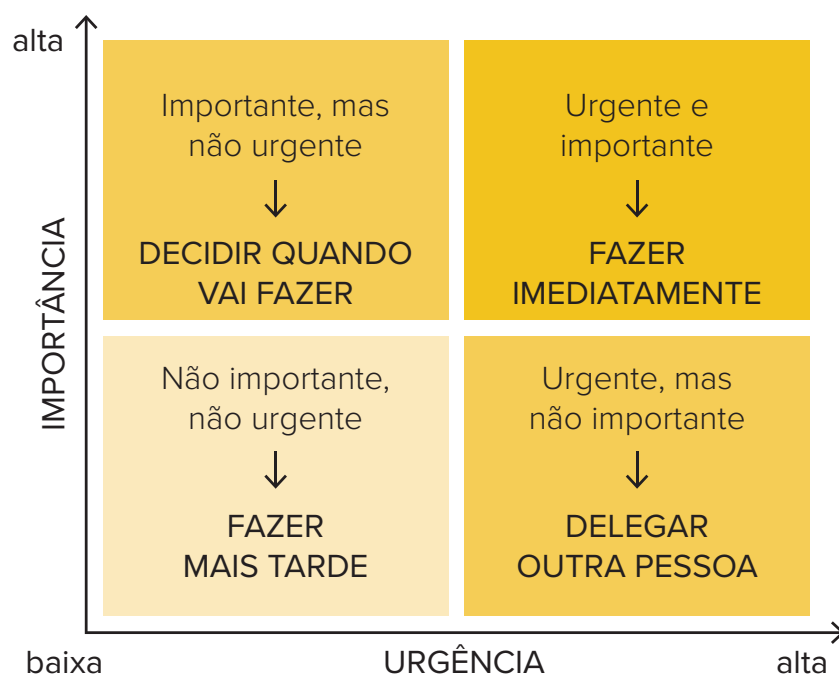 alta
Importante, mas
não urgente
DECIDIR QUANDO
VAI FAZER
Urgente e
importante
FAZER
IMEDIATAMENTE
IMPORTÂNCIA
Não importante,
não urgente
FAZER
MAIS TARDE
Urgente, mas
não importante
DELEGAR
OUTRA PESSOA
baixa
URGÊNCIA
alta